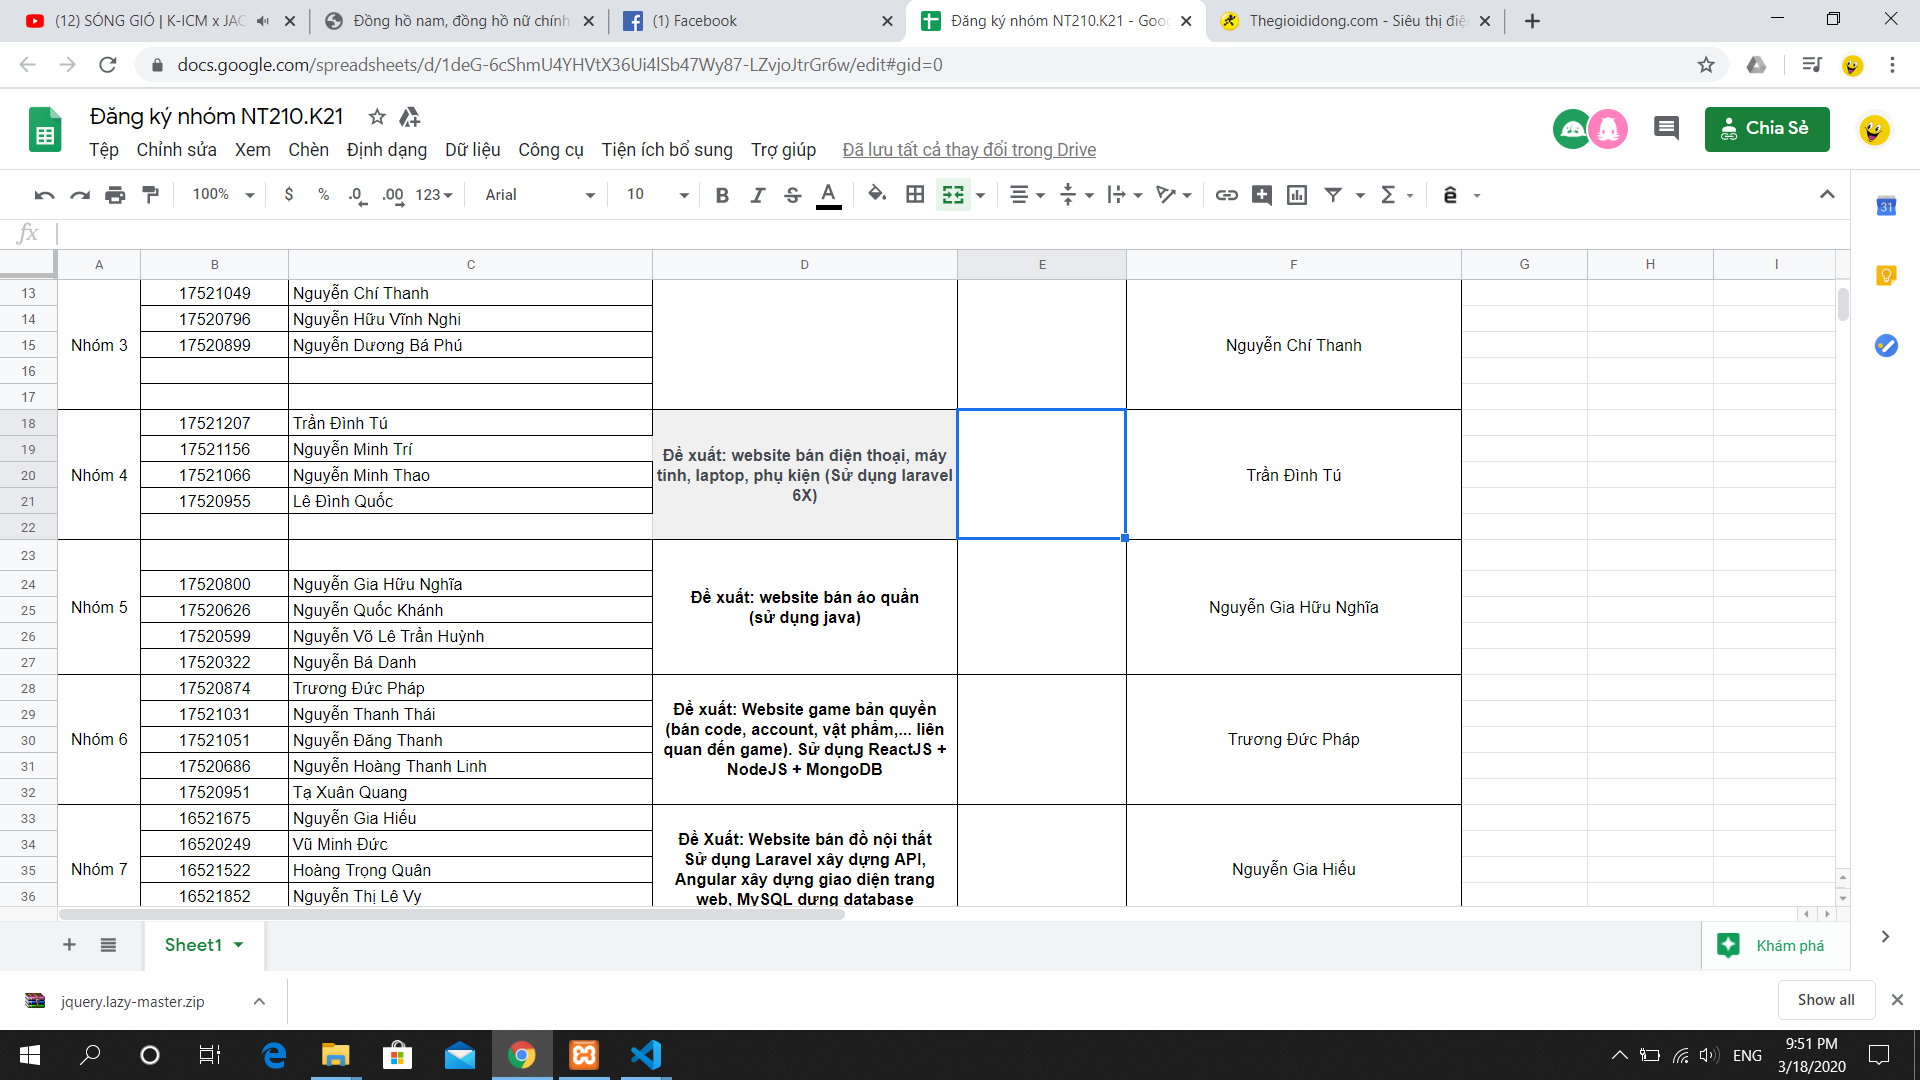 (12) SÓNG GIÓ | K-ICM x JAC
Đồng hồ nam, đồng hồ nữ chính
(1) Facebook
Đăng ký nhóm NT210.K21 - Goo
Thegioididong.com - Siêu thị điệ
docs.google.com/spreadsheets/d/1deG-6cShmU4YHVtX36Ui4lSb47Wy87-LZvjoJtrGr6w/edit#gid=0
Đăng ký nhóm NT210.K21
Tệp Chỉnh sửa Xem Chèn Định dạng Dữ liệu Công cụ Tiện ích bổ sung Trợ giúp Đã lưu tất cả thay đổi trong Drive
Chia Sẻ
100% $ % .0 .00 123 Arial 10 B I S A Σ ê
31
fx
A B C D E F G H I
13 17521049 Nguyễn Chí Thanh
14 17520796 Nguyễn Hữu Vĩnh Nghi
15 Nhóm 3 17520899 Nguyễn Dương Bá Phú Nguyễn Chí Thanh
16
17
18 17521207 Trần Đình Tú
19 17521156 Nguyễn Minh Trí
20 Nhóm 4 17521066 Nguyễn Minh Thao Trần Đình Tú
21 17520955 Lê Đình Quốc
22
Đề xuất: website bán điện thoại, máy
tính, laptop, phụ kiện (Sử dụng laravel
6X)
23
24 17520800 Nguyễn Gia Hữu Nghĩa
25 Nhóm 5 17520626 Nguyễn Quốc Khánh Nguyễn Gia Hữu Nghĩa
26 17520599 Nguyễn Võ Lê Trần Huỳnh
27 17520322 Nguyễn Bá Danh
Đề xuất: website bán áo quần
(sử dụng java)
28 17520874 Trương Đức Pháp
29 17521031 Nguyễn Thanh Thái
30 Nhóm 6 17521051 Nguyễn Đăng Thanh Trương Đức Pháp
31 17520686 Nguyễn Hoàng Thanh Linh
32 17520951 Tạ Xuân Quang
Đề xuất: Website game bản quyền
(bán code, account, vật phẩm,... liên
quan đến game). Sử dụng ReactJS +
NodeJS + MongoDB
33 16521675 Nguyễn Gia Hiếu
34 16520249 Vũ Minh Đức
35 Nhóm 7 16521522 Hoàng Trọng Quân Nguyễn Gia Hiếu
36 16521852 Nguyễn Thị Lê Vy
Đề Xuất: Website bán đồ nội thất
Sử dụng Laravel xây dựng API,
Angular xây dựng giao diện trang
web, MySQL dựng database
Sheet1
Khám phá
jquery.lazy-master.zip
Show all
ENG
9:51 PM
3/18/2020